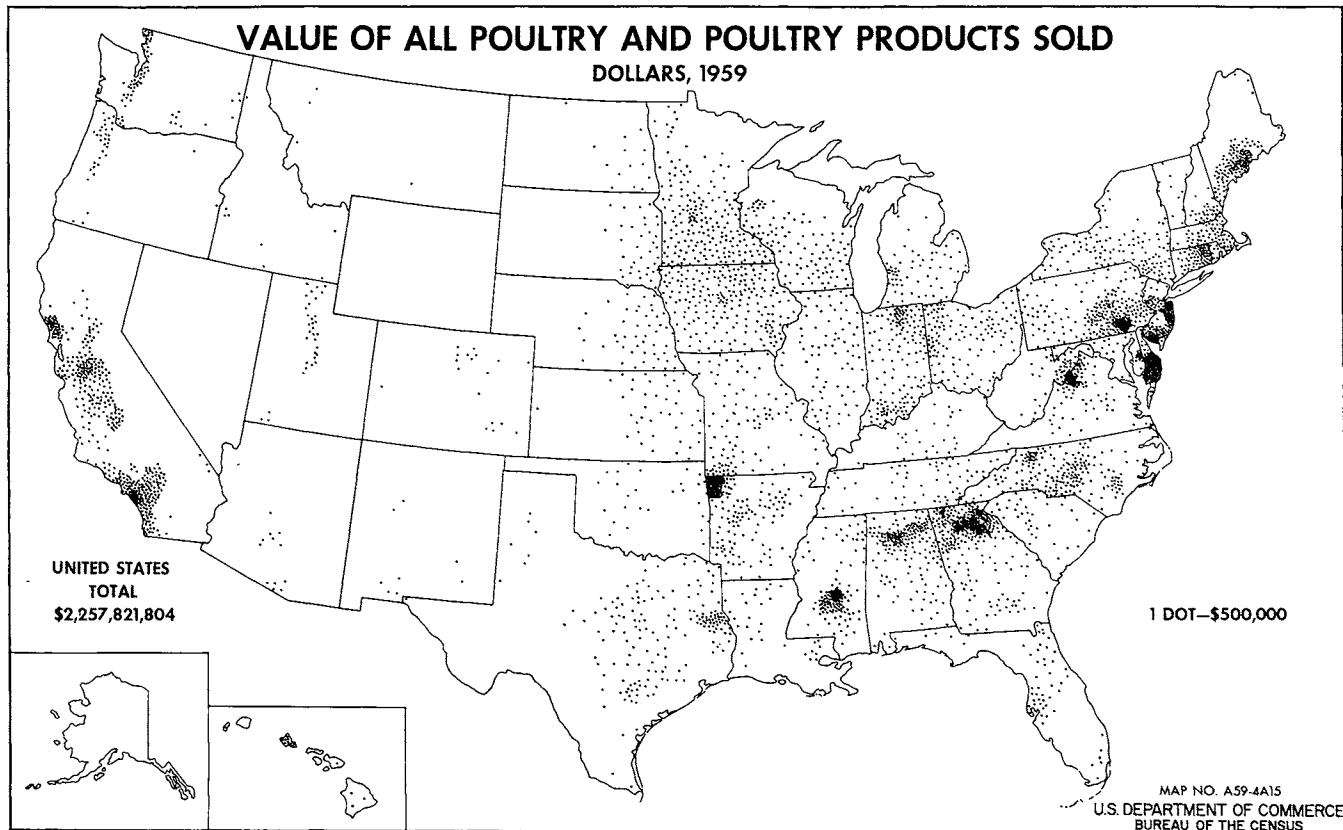 VALUE OF ALL POULTRY AND POULTRY PRODUCTS SOLD
DOLLARS, 1959
UNITED STATES
TOTAL
$2,257,821,804
1 DOT—$500,000
MAP NO. A59-4A15
U.S. DEPARTMENT OF COMMERCE
BUREAU OF THE CENSUS